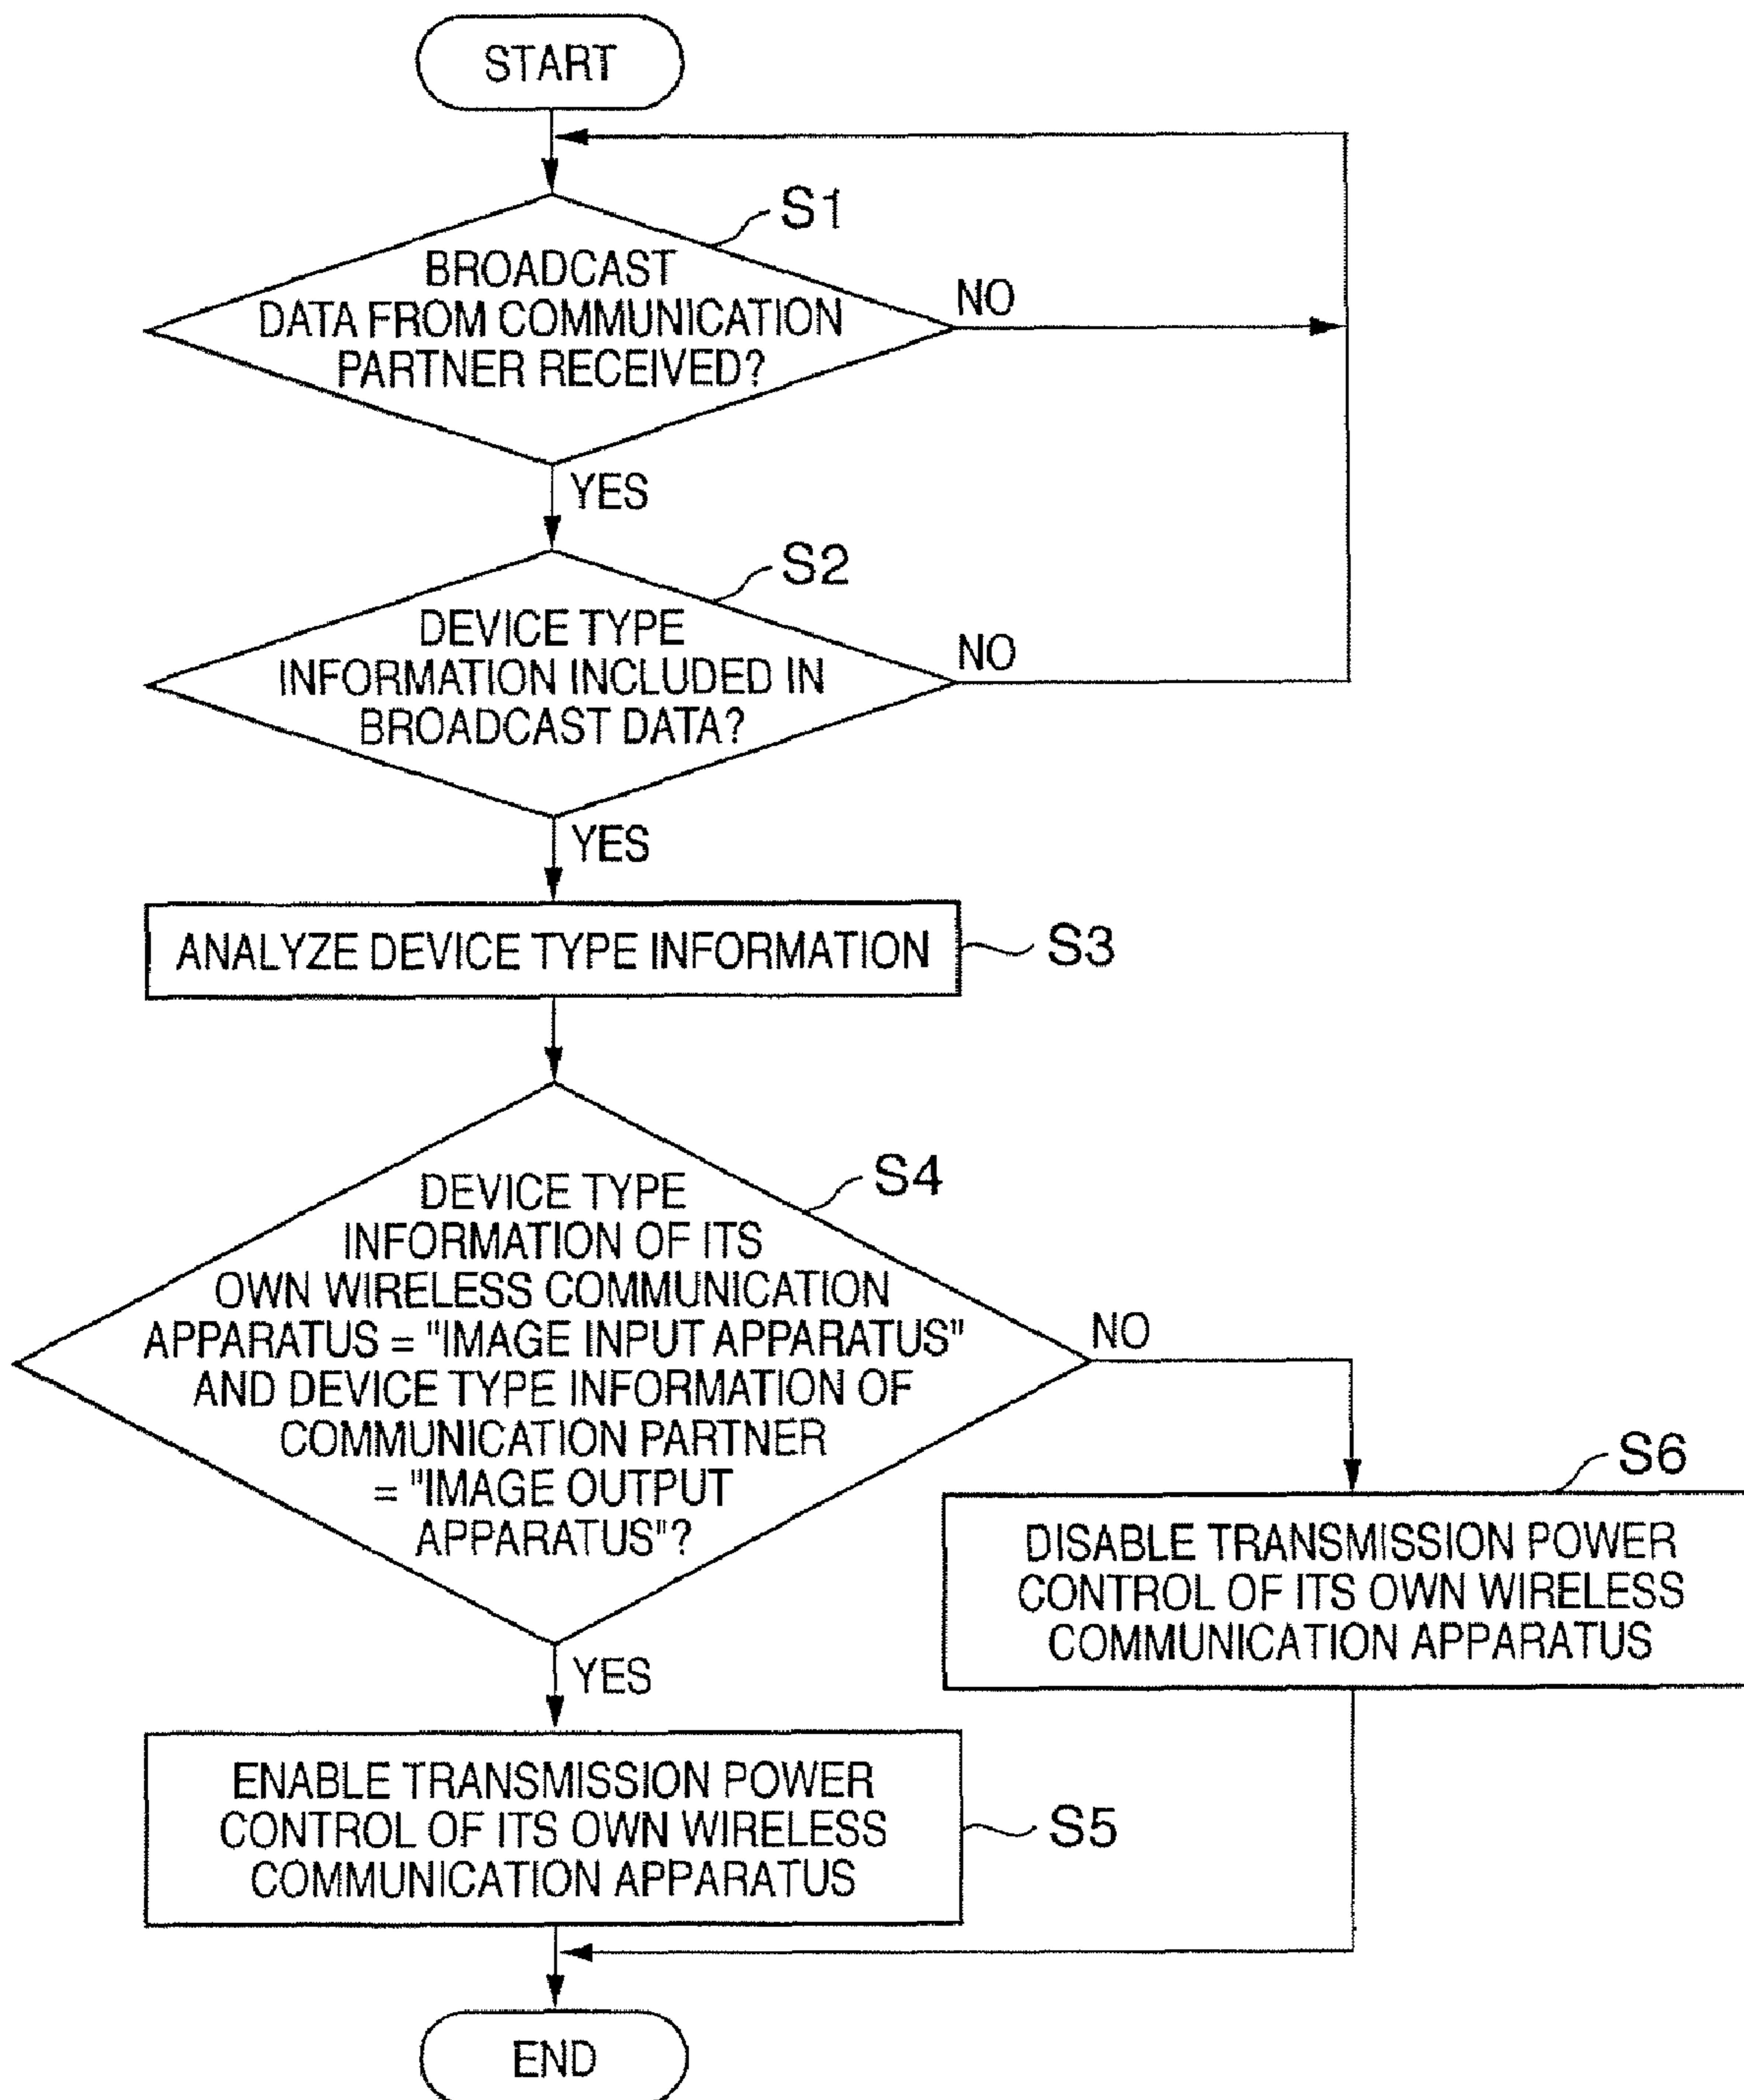 START
S1
BROADCAST
DATA FROM COMMUNICATION
PARTNER RECEIVED?
NO
YES
S2
DEVICE TYPE
INFORMATION INCLUDED IN
BROADCAST DATA?
NO
YES
ANALYZE DEVICE TYPE INFORMATION
S3
S4
DEVICE TYPE
INFORMATION OF ITS
OWN WIRELESS COMMUNICATION
APPARATUS = "IMAGE INPUT APPARATUS"
AND DEVICE TYPE INFORMATION OF
COMMUNICATION PARTNER
= "IMAGE OUTPUT
APPARATUS"?
NO
YES
S6
DISABLE TRANSMISSION POWER
CONTROL OF ITS OWN WIRELESS
COMMUNICATION APPARATUS
ENABLE TRANSMISSION POWER
CONTROL OF ITS OWN WIRELESS
COMMUNICATION APPARATUS
S5
END